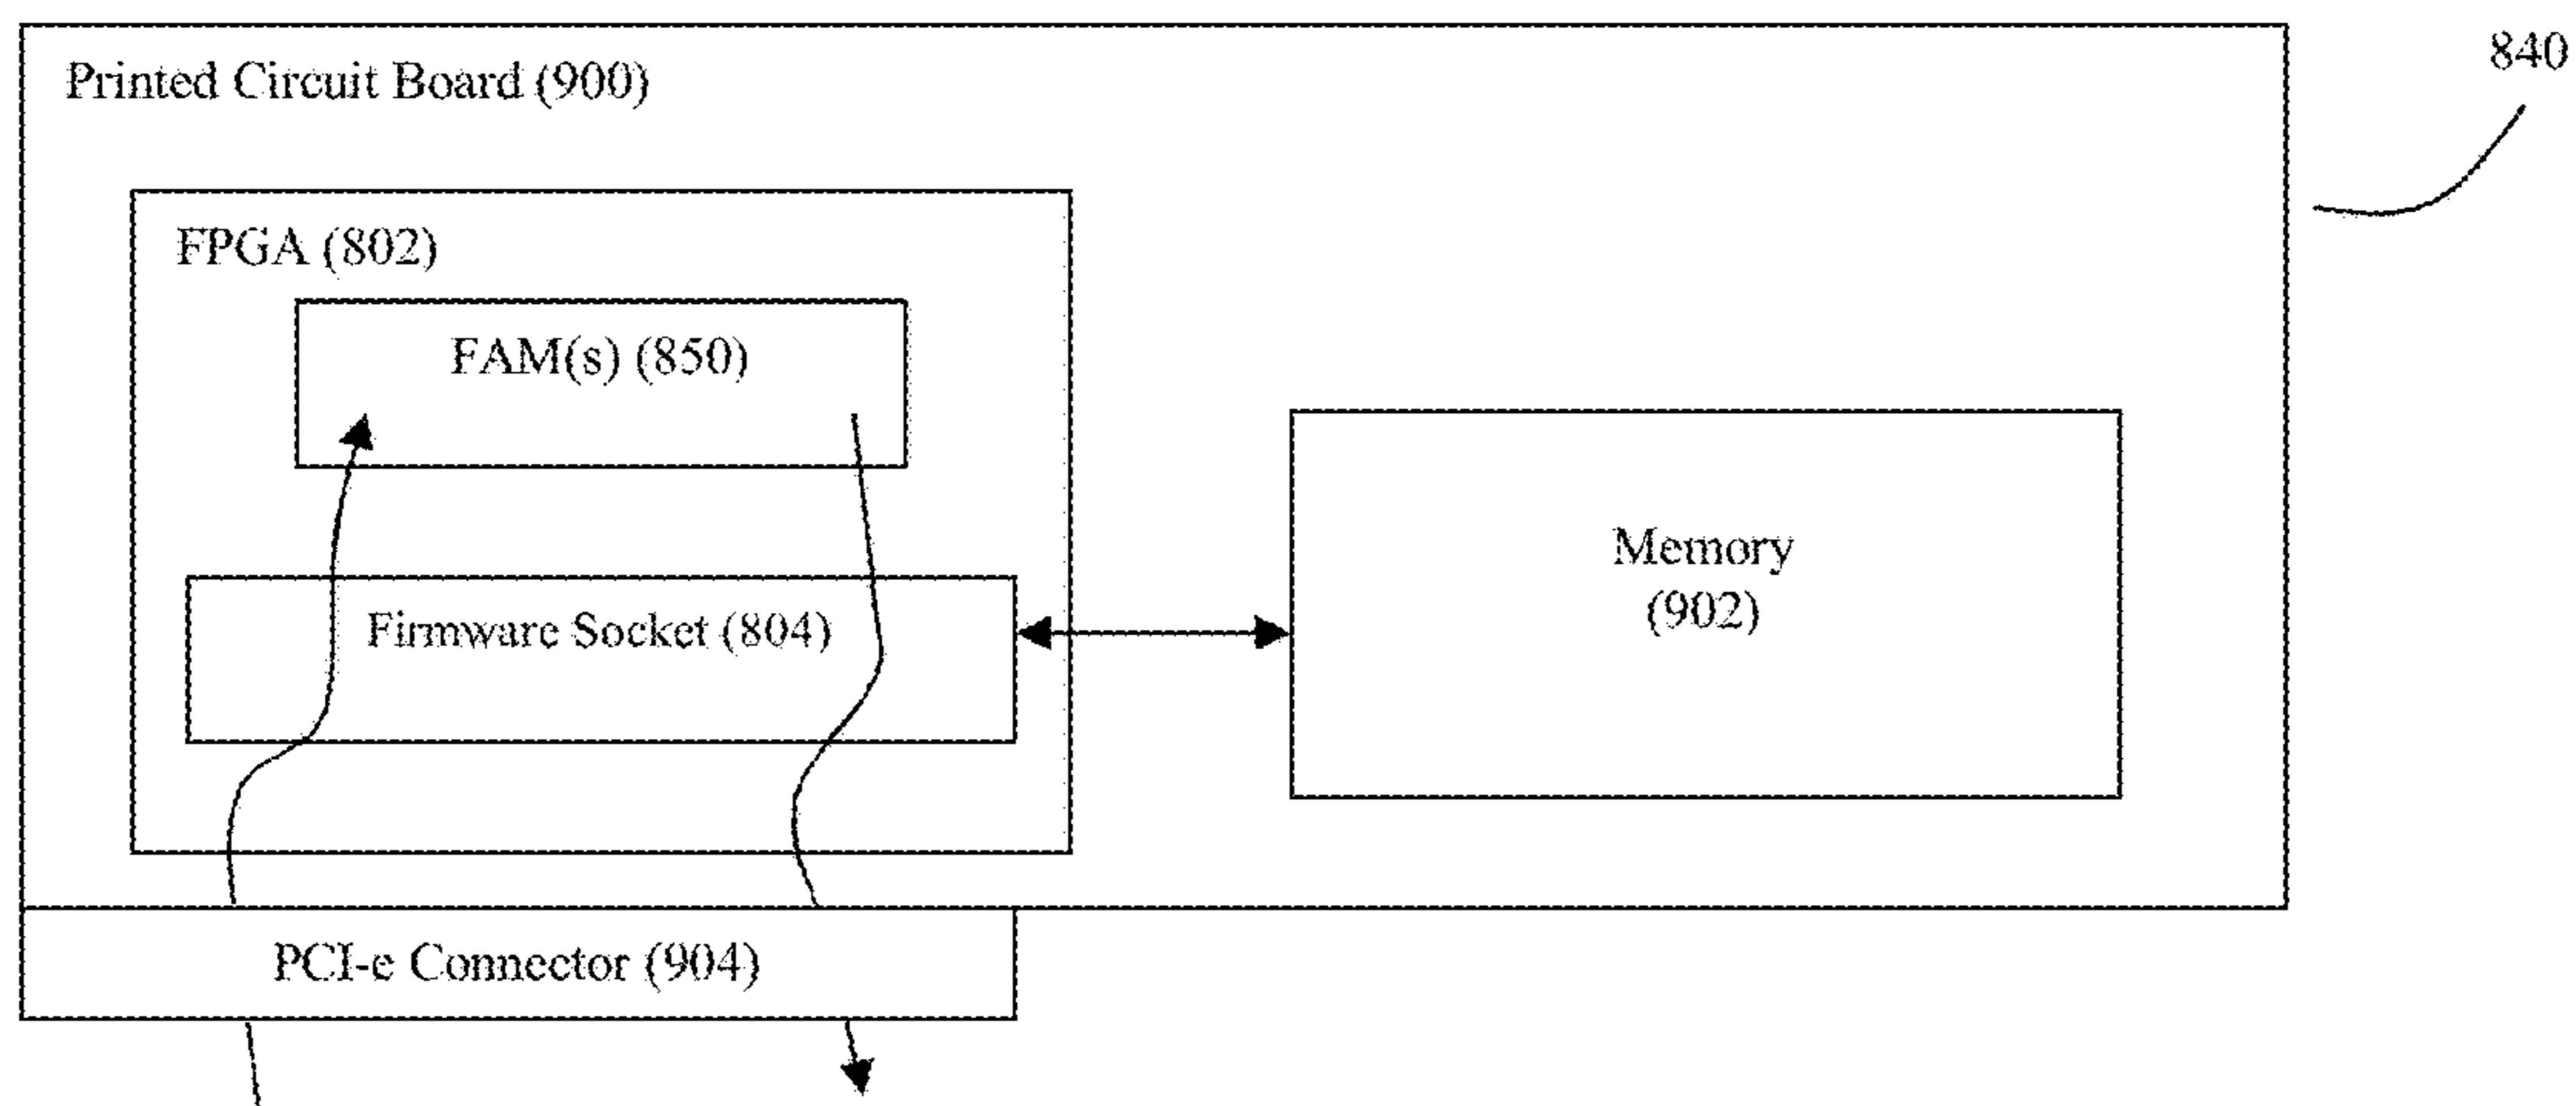 840
Printed Circuit Board (900)
FPGA (802)
FAM(s) (850)
Firmware Socket (804)
Memory
(902)
PCI-e Connector (904)